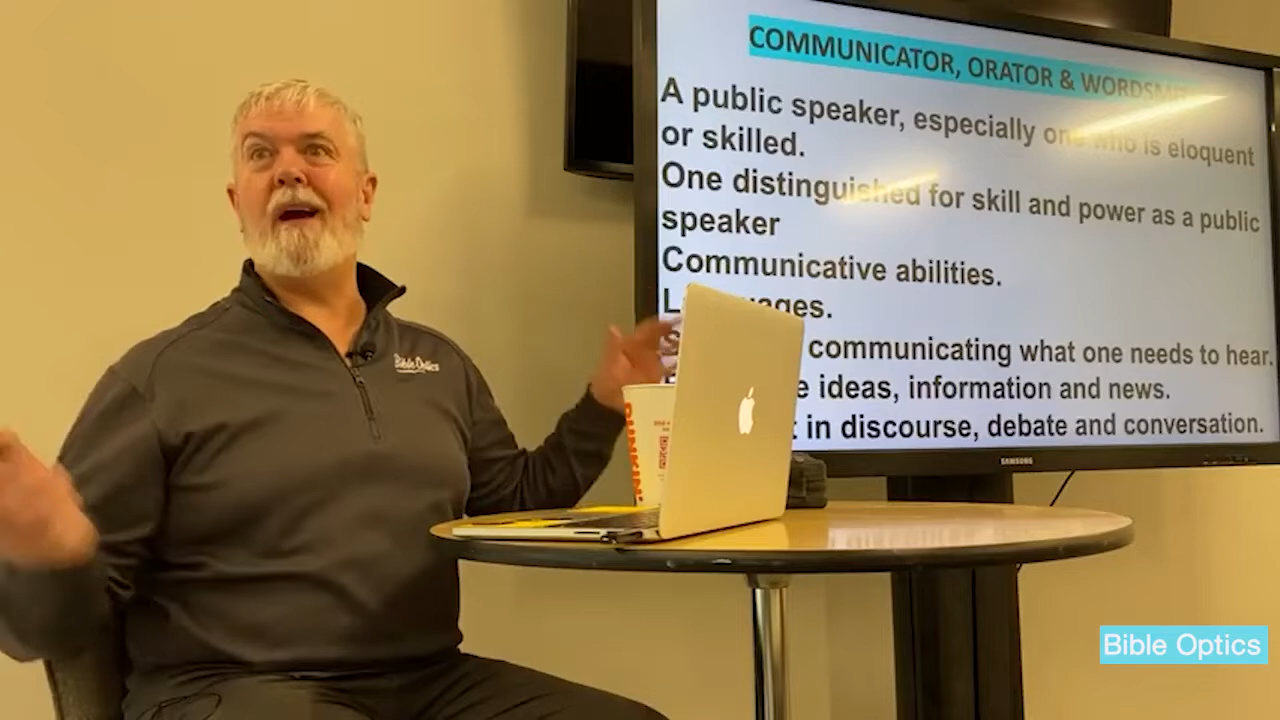 COMMUNICATOR, ORATOR & WORDSMITH
A public speaker, especially one who is eloquent
or skilled.
One distinguished for skill and power as a public
speaker
Communicative abilities.
communicating what one needs to hear.
ideas, information and news.
in discourse, debate and conversation.
Bible Optics
DUNKIN'
SAMSUNG
Bible Optics